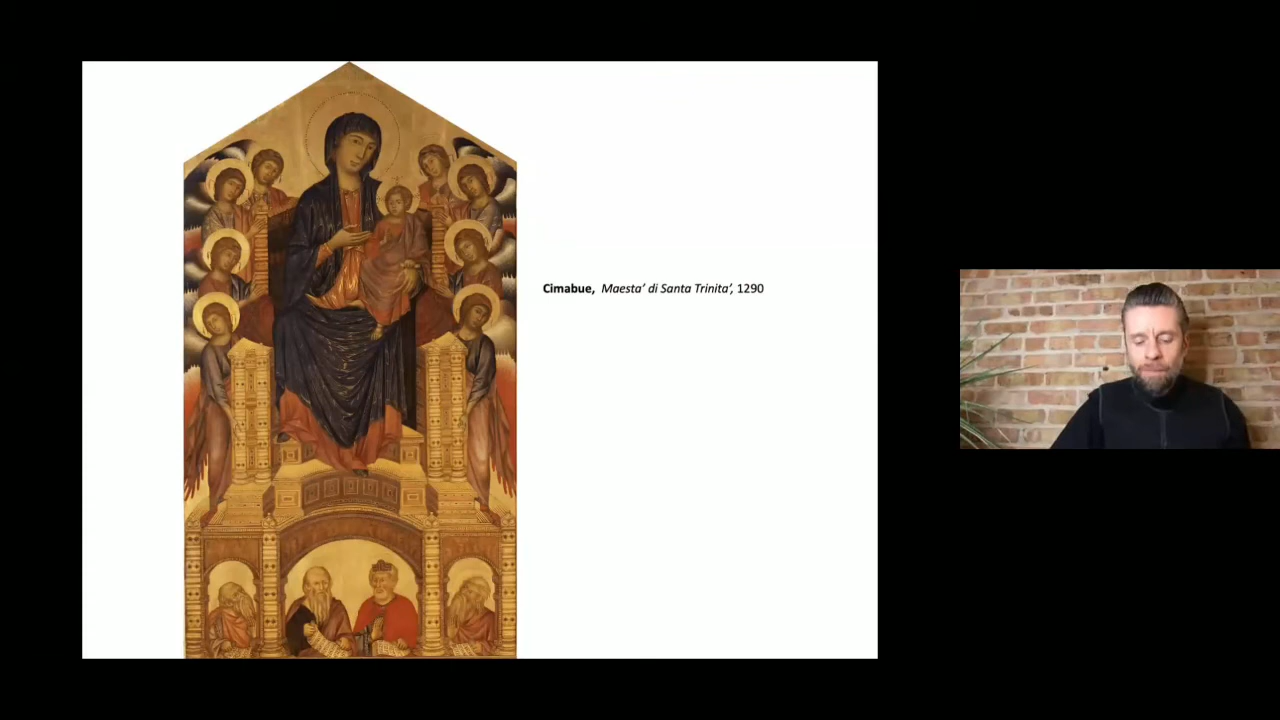 Cimabue, Maesta’ di Santa Trinita’, 1290